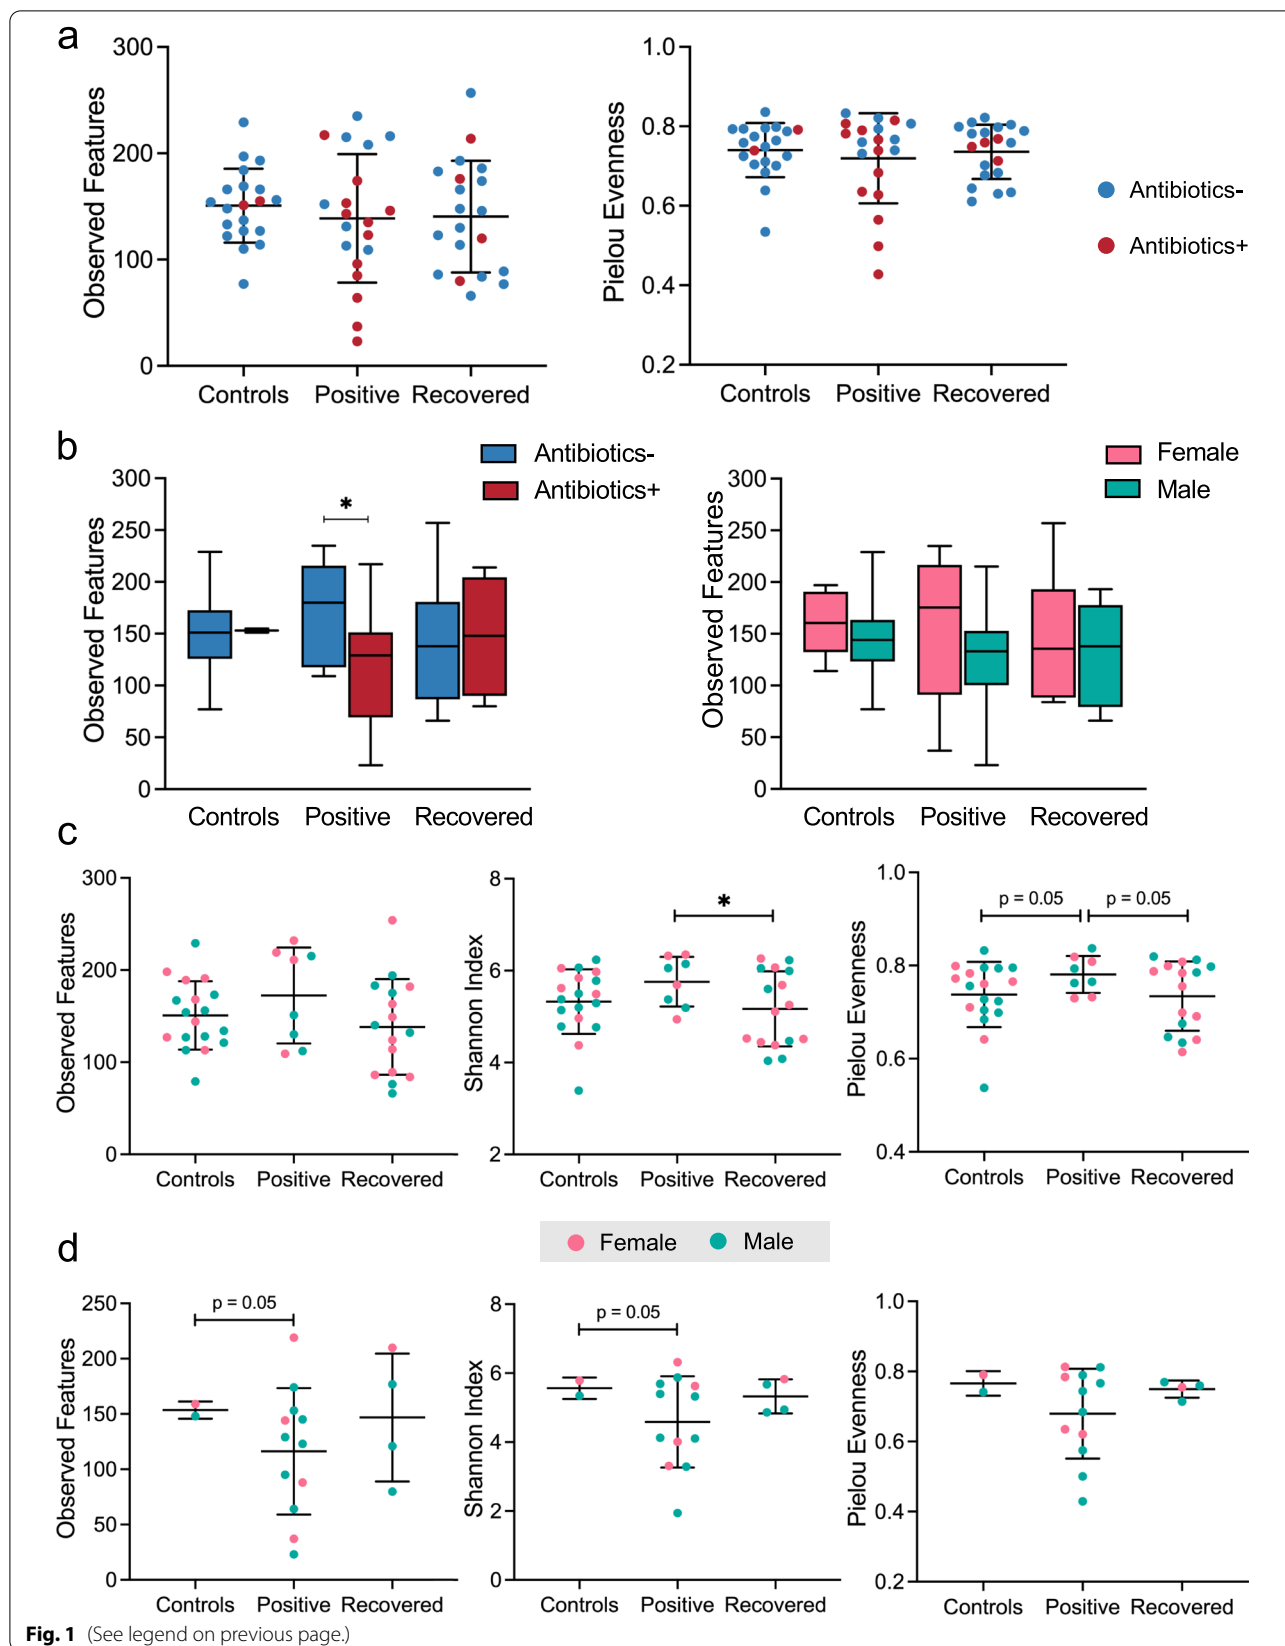 a
300
200
100
0
Observed Features
Controls Positive Recovered
1.0
0.8
0.6
0.4
0.2
Pielou Evenness
Controls Positive Recovered
Antibiotics-
Antibiotics+
b
Antibiotics-
Antibiotics+
300
250
200
150
100
50
0
Observed Features
*
Controls Positive Recovered
Female
Male
300
250
200
150
100
50
0
Observed Features
Controls Positive Recovered
c
300
200
100
0
Observed Features
Controls Positive Recovered
8
6
4
2
Shannon Index
*
Controls Positive Recovered
1.0
0.8
0.6
0.4
Pielou Evenness
p = 0.05 p = 0.05
Controls Positive Recovered
d
Female Male
250
200
150
100
50
0
Observed Features
p = 0.05
Controls Positive Recovered
8
6
4
2
0
Shannon Index
p = 0.05
Controls Positive Recovered
1.0
0.8
0.6
0.4
0.2
Pielou Evenness
Controls Positive Recovered
Fig. 1 (See legend on previous page.)